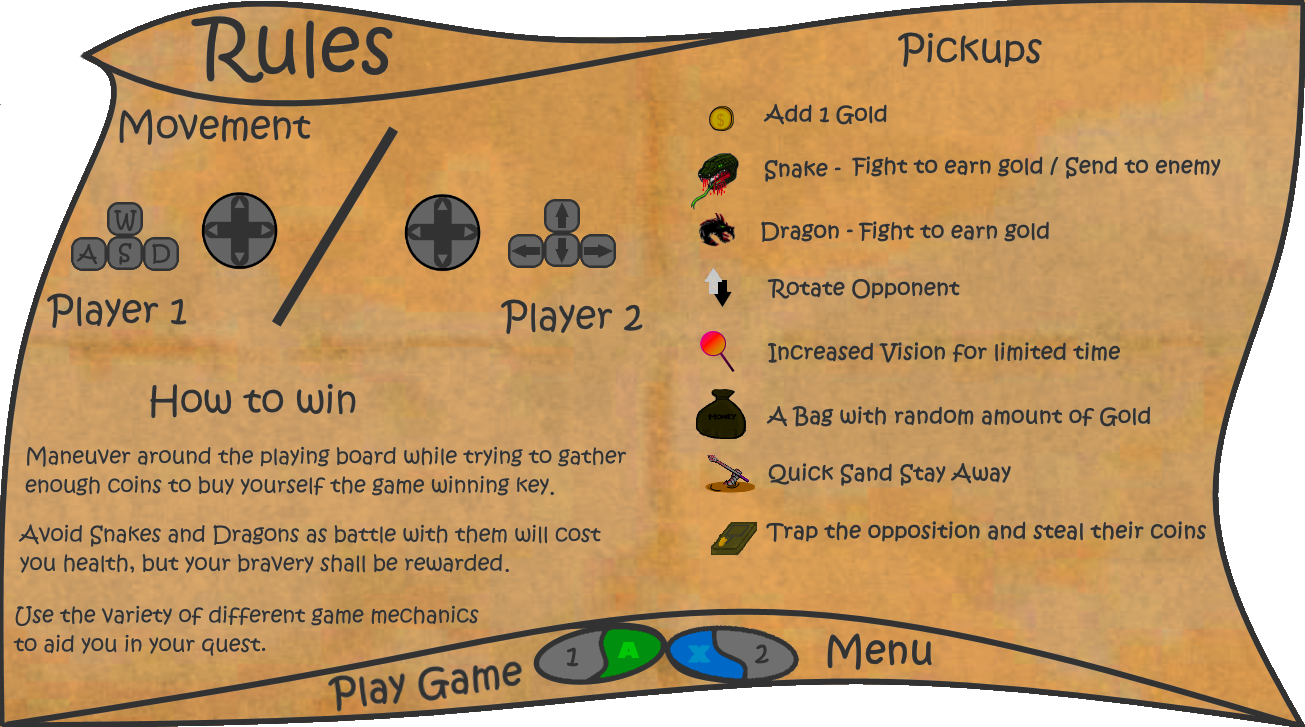 Rules
Movement
W
A S D
Player 1
Player 2
How to win
Maneuver around the playing board while trying to gather
enough coins to buy yourself the game winning key.
Avoid Snakes and Dragons as battle with them will cost
you health, but your bravery shall be rewarded.
Use the variety of different game mechanics
to aid you in your quest.
Pickups
$
Add 1 Gold
Snake - Fight to earn gold / Send to enemy
Dragon - Fight to earn gold
Rotate Opponent
Increased Vision for limited time
MONEY
A Bag with random amount of Gold
Quick Sand Stay Away
Trap the opposition and steal their coins
Play Game
1 A
X 2
Menu